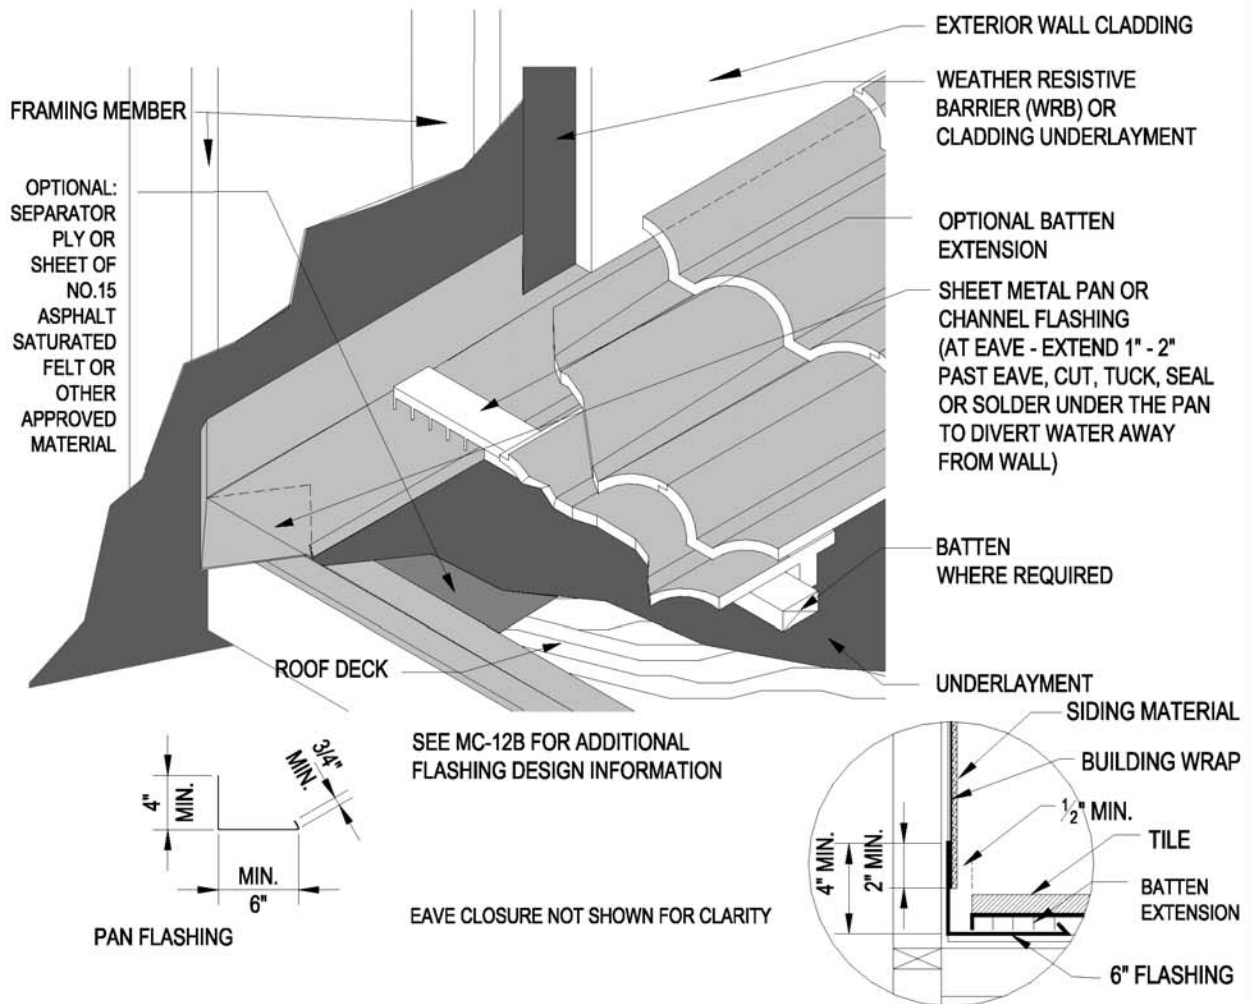 EXTERIOR WALL CLADDING
WEATHER RESISTIVE
BARRIER (WRB) OR
CLADDING UNDERLAYMENT
FRAMING MEMBER
OPTIONAL:
SEPARATOR
PLY OR
SHEET OF
NO.15
ASPHALT
SATURATED
FELT OR
OTHER
APPROVED
MATERIAL
OPTIONAL BATTEN
EXTENSION
SHEET METAL PAN OR
CHANNEL FLASHING
(AT EAVE - EXTEND 1" - 2"
PAST EAVE, CUT, TUCK, SEAL
OR SOLDER UNDER THE PAN
TO DIVERT WATER AWAY
FROM WALL)
BATTEN
WHERE REQUIRED
ROOF DECK
UNDERLAYMENT
SEE MC-12B FOR ADDITIONAL
FLASHING DESIGN INFORMATION
4"
MIN.
3/4"
MIN.
MIN.
6"
PAN FLASHING
EAVE CLOSURE NOT SHOWN FOR CLARITY
SIDING MATERIAL
BUILDING WRAP
1/2" MIN.
4" MIN.
2" MIN.
TILE
BATTEN
EXTENSION
6" FLASHING